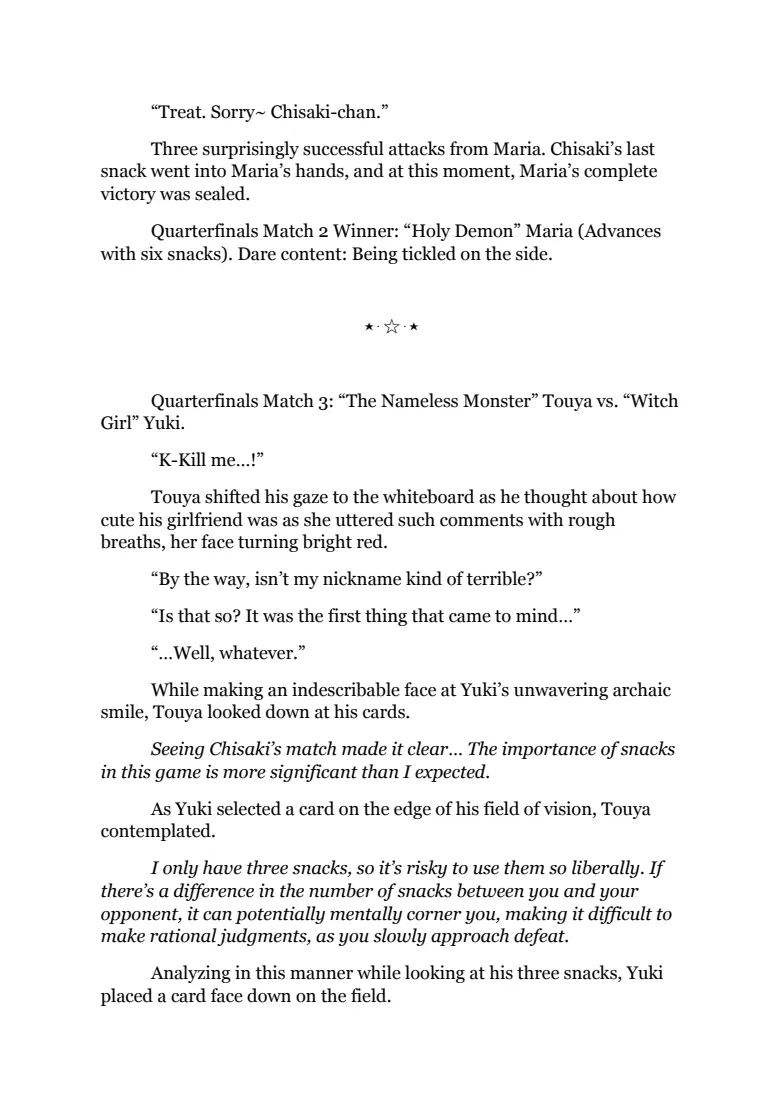 “Treat. Sorry~ Chisaki-chan.”
Three surprisingly successful attacks from Maria. Chisaki’s last
snack went into Maria’s hands, and at this moment, Maria’s complete
victory was sealed.
Quarterfinals Match 2 Winner: “Holy Demon” Maria (Advances
with six snacks). Dare content: Being tickled on the side.
⋆·☆·⋆
Quarterfinals Match 3: “The Nameless Monster” Touya vs. “Witch
Girl” Yuki.
“K-Kill me…!”
Touya shifted his gaze to the whiteboard as he thought about how
cute his girlfriend was as she uttered such comments with rough
breaths, her face turning bright red.
“By the way, isn’t my nickname kind of terrible?”
“Is that so? It was the first thing that came to mind…”
“…Well, whatever.”
While making an indescribable face at Yuki’s unwavering archaic
smile, Touya looked down at his cards.
Seeing Chisaki’s match made it clear… The importance of snacks
in this game is more significant than I expected.
As Yuki selected a card on the edge of his field of vision, Touya
contemplated.
I only have three snacks, so it’s risky to use them so liberally. If
there’s a difference in the number of snacks between you and your
opponent, it can potentially mentally corner you, making it difficult to
make rational judgments, as you slowly approach defeat.
Analyzing in this manner while looking at his three snacks, Yuki
placed a card face down on the field.